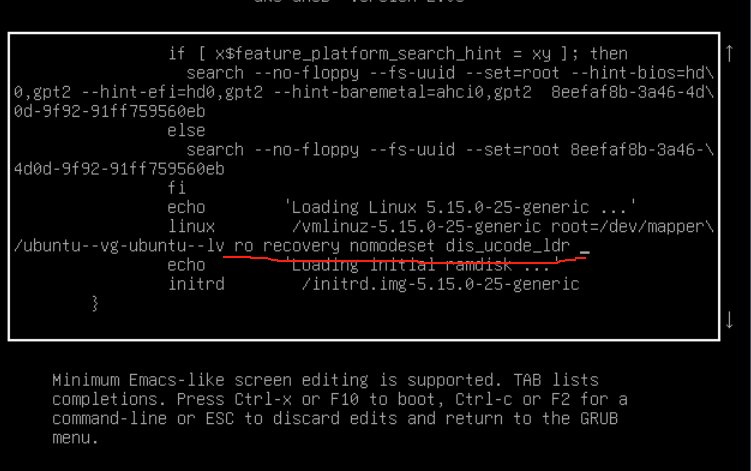 if [ x$feature_platform_search_hint = xy ]; then
search --no-floppy --fs-uuid --set=root --hint-bios=hd\
0,gpt2 --hint-efi=hd0,gpt2 --hint-baremetal=ahci0,gpt2  8eefaf8b-3a46-4d\
0d-9f92-91ff759560eb
else
search --no-floppy --fs-uuid --set=root 8eefaf8b-3a46-\
4d0d-9f92-91ff759560eb
fi
echo 'Loading Linux 5.15.0-25-generic ...'
linux /vmlinuz-5.15.0-25-generic root=/dev/mapper\
/ubuntu--vg-ubuntu--lv ro recovery nomodeset dis_ucode_ldr _
echo 'Loading initial ramdisk ...'
initrd /initrd.img-5.15.0-25-generic
}
Minimum Emacs-like screen editing is supported. TAB lists
completions. Press Ctrl-x or F10 to boot, Ctrl-c or F2 for a
command-line or ESC to discard edits and return to the GRUB
menu.